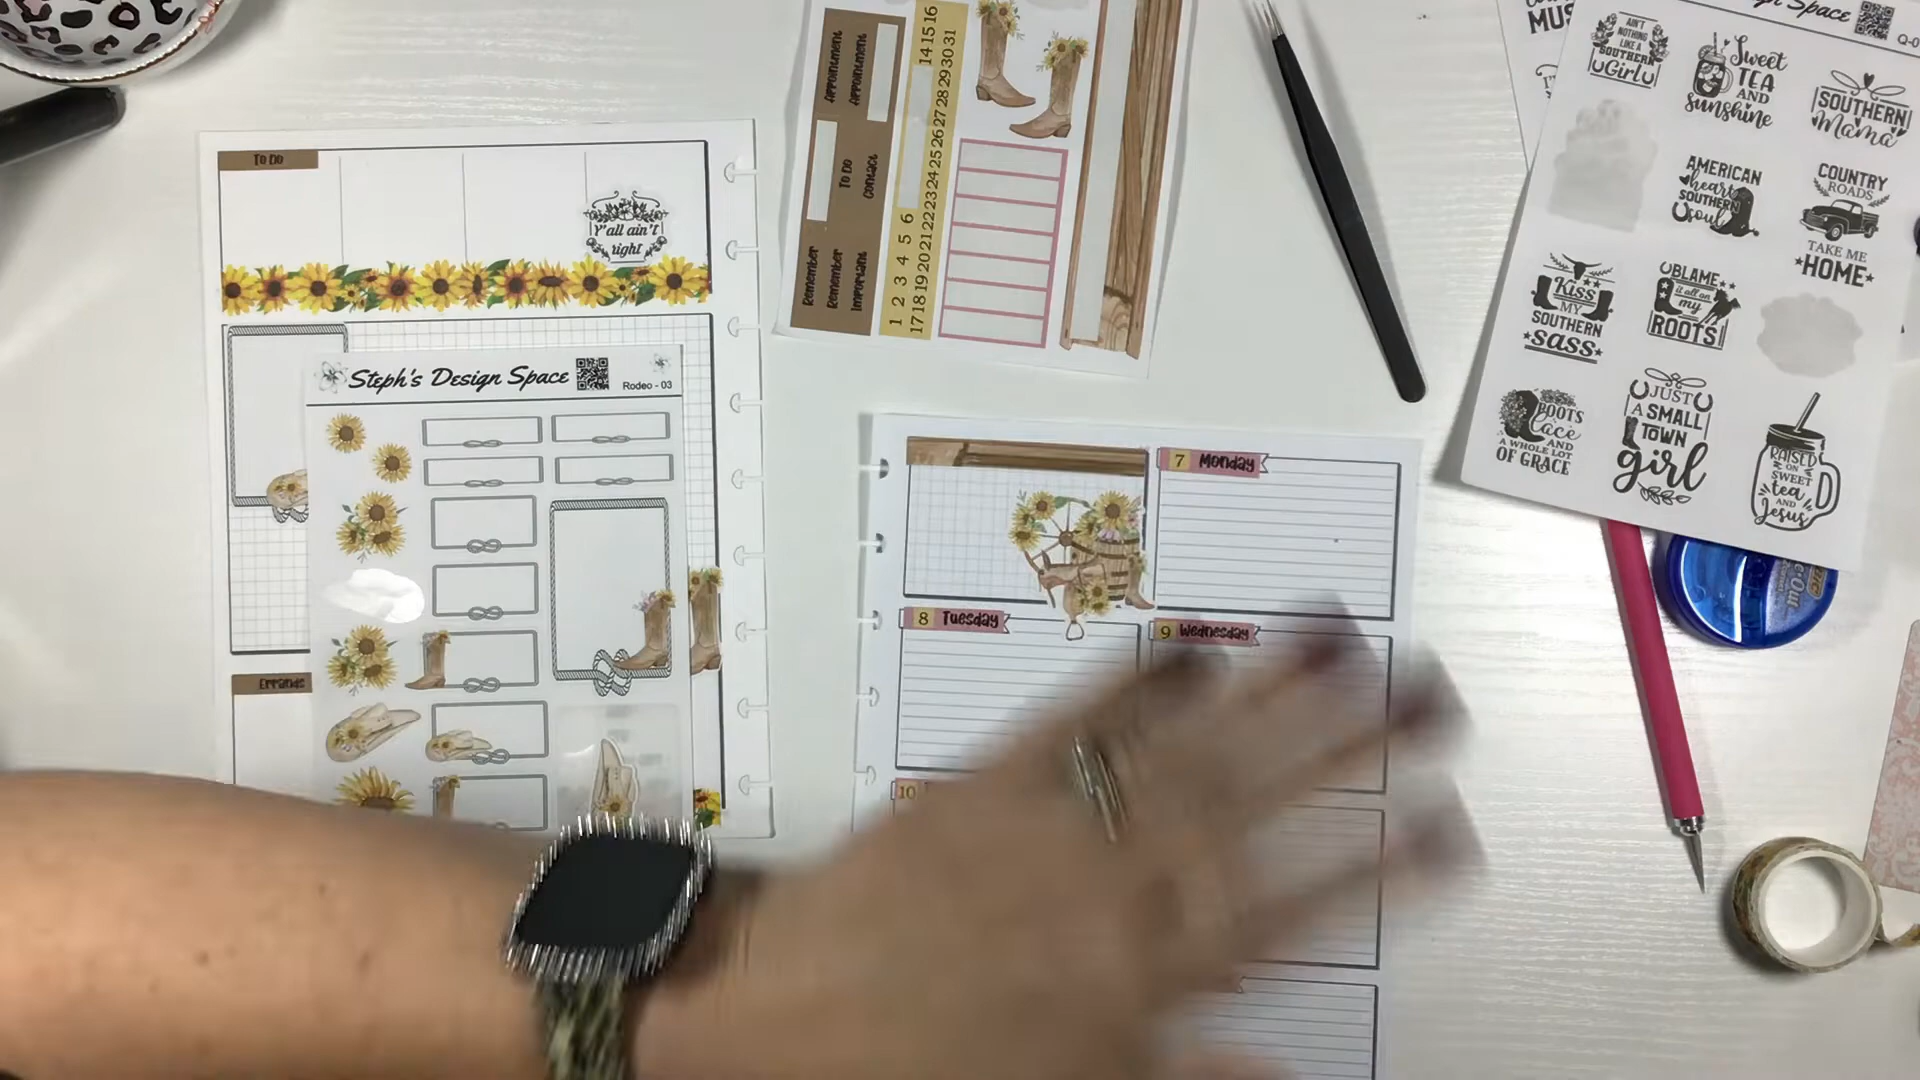 To Do
Y'all ain't
right
Errands
Steph's Design Space
Rodeo - 03
Appointment
Appointment
To Do
Contact
Remember
Remember
Important
14 15 16
1 2 3 4 5 6
17 18 19 20 21 22 23 24 25 26 27 28 29 30 31
7 Monday
8 Tuesday
9 Wednesday
10
Design Space
AIN'T
NOTHING
LIKE A
SOUTHERN
Girl
Sweet
TEA
AND
sunshine
SOUTHERN
Mama
AMERICAN
heart
SOUTHERN
soul
COUNTRY
ROADS
TAKE ME
HOME
Kiss
MY
SOUTHERN
sass
BLAME
it all on
my
ROOTS
BOOTS
Lace
AND
A WHOLE LOT
OF GRACE
JUST
A SMALL
TOWN
girl
RAISED
ON
SWEET
tea
AND
Jesus